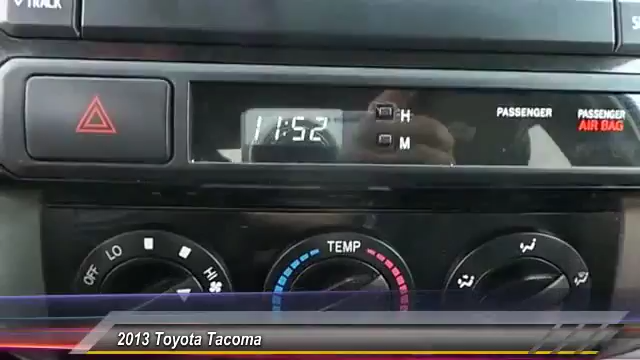 ✓ TRACK
11:52
H
M
PASSENGER
PASSENGER
AIR BAG
OFF LO HI
TEMP
2013 Toyota Tacoma